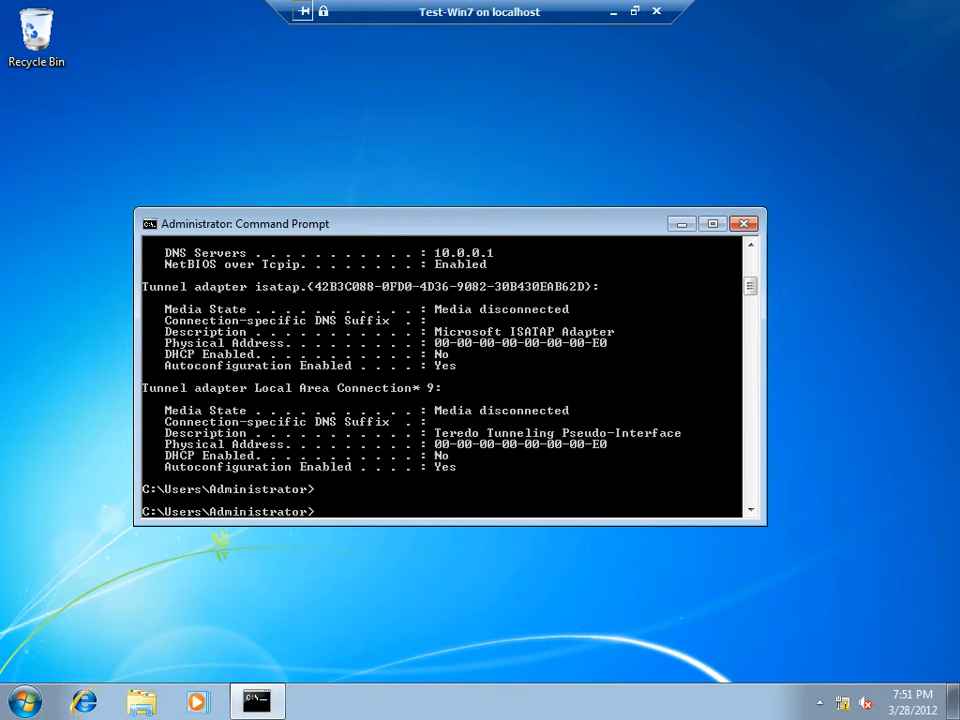 Test-Win7 on localhost
Recycle Bin
Administrator: Command Prompt
C:\.
DNS Servers . . . . . . . . . . . : 10.0.0.1
NetBIOS over Tcpip. . . . . . . . : Enabled
Tunnel adapter isatap.{42B3C088-0FD0-4D36-9082-30B430EAB62D}:
Media State . . . . . . . . . . . : Media disconnected
Connection-specific DNS Suffix  . :
Description . . . . . . . . . . . : Microsoft ISATAP Adapter
Physical Address. . . . . . . . . : 00-00-00-00-00-00-00-E0
DHCP Enabled. . . . . . . . . . . : No
Autoconfiguration Enabled . . . . : Yes
Tunnel adapter Local Area Connection* 9:
Media State . . . . . . . . . . . : Media disconnected
Connection-specific DNS Suffix  . :
Description . . . . . . . . . . . : Teredo Tunneling Pseudo-Interface
Physical Address. . . . . . . . . : 00-00-00-00-00-00-00-E0
DHCP Enabled. . . . . . . . . . . : No
Autoconfiguration Enabled . . . . : Yes
C:\Users\Administrator>
C:\Users\Administrator>
C:\_
7:51 PM
3/28/2012